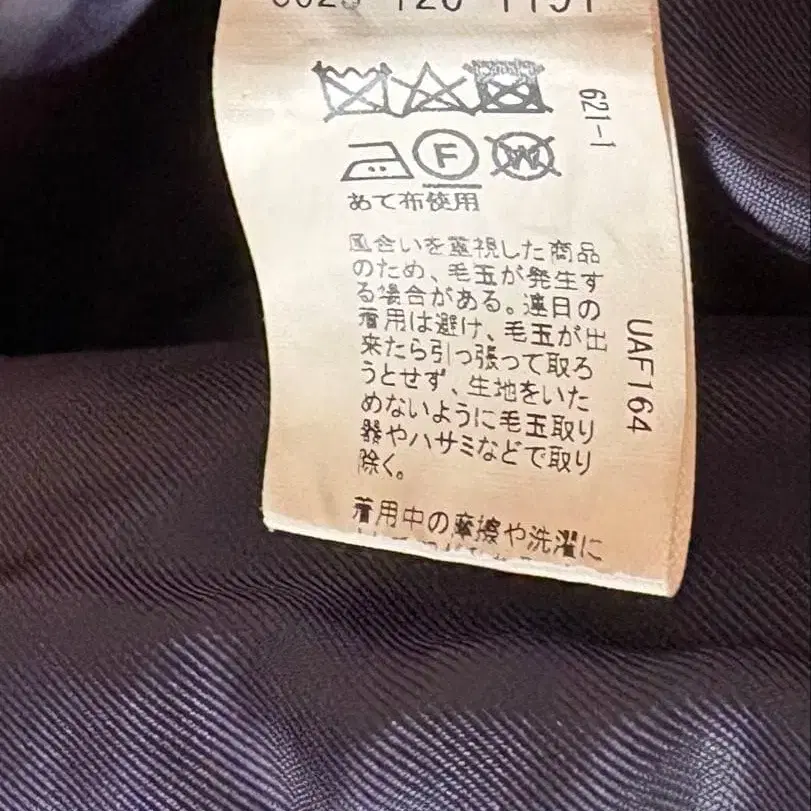 621-1
F
W
あて布使用
風合いを重視した商品
のため、毛玉が発生す
る場合がある。連日の
着用は避け、毛玉が出
来たら引っ張って取ろ
うとせず、生地をいた
めないように毛玉取り
器やハサミなどで取り
除く。
着用中の摩擦や洗濯に
UAF164